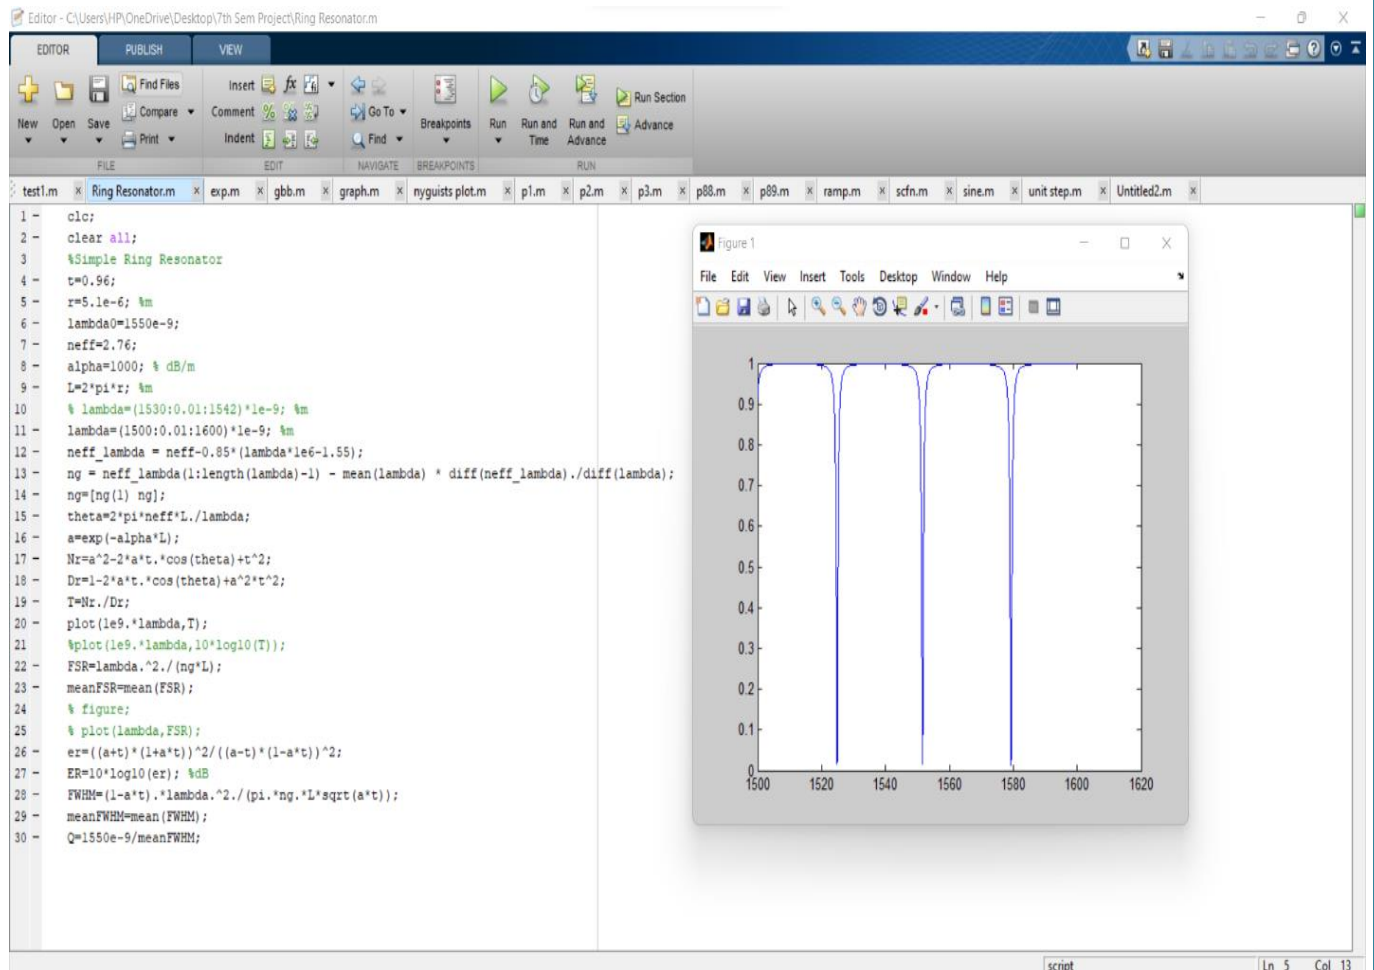 Editor - C:\Users\HP\OneDrive\Desktop\7th Sem Project\Ring Resonator.m
EDITOR PUBLISH VIEW
New Open Save Find Files Compare Print
Insert fx Comment Indent
Go To Find
Breakpoints
Run Run and Time Run and Advance Run Section Advance
FILE EDIT NAVIGATE BREAKPOINTS RUN
test1.m Ring Resonator.m exp.m gbb.m graph.m nyguists plot.m p1.m p2.m p3.m p88.m p89.m ramp.m scfn.m sine.m unit step.m Untitled2.m
1 - clc;
2 - clear all;
3 %Simple Ring Resonator
4 - t=0.96;
5 - r=5.1e-6; %m
6 - lambda0=1550e-9;
7 - neff=2.76;
8 - alpha=1000; % dB/m
9 - L=2*pi*r; %m
10 % lambda=(1530:0.01:1542)*1e-9; %m
11 - lambda=(1500:0.01:1600)*1e-9; %m
12 - neff_lambda = neff-0.85*(lambda*1e6-1.55);
13 - ng = neff_lambda(1:length(lambda)-1) - mean(lambda) * diff(neff_lambda)./diff(lambda);
14 - ng=[ng(1) ng];
15 - theta=2*pi*neff*L./lambda;
16 - a=exp(-alpha*L);
17 - Nr=a^2-2*a*t.*cos(theta)+t^2;
18 - Dr=1-2*a*t.*cos(theta)+a^2*t^2;
19 - T=Nr./Dr;
20 - plot(1e9.*lambda,T);
21 %plot(1e9.*lambda,10*log10(T));
22 - FSR=lambda.^2./(ng*L);
23 - meanFSR=mean(FSR);
24 % figure;
25 % plot(lambda,FSR);
26 - er=((a+t)*(1+a*t))^2/((a-t)*(1-a*t))^2;
27 - ER=10*log10(er); %dB
28 - FWHM=(1-a*t).*lambda.^2./(pi.*ng.*L*sqrt(a*t));
29 - meanFWHM=mean(FWHM);
30 - Q=1550e-9/meanFWHM;
Figure 1
File Edit View Insert Tools Desktop Window Help
1
0.9
0.8
0.7
0.6
0.5
0.4
0.3
0.2
0.1
0
1500 1520 1540 1560 1580 1600 1620
script Ln 5 Col 13